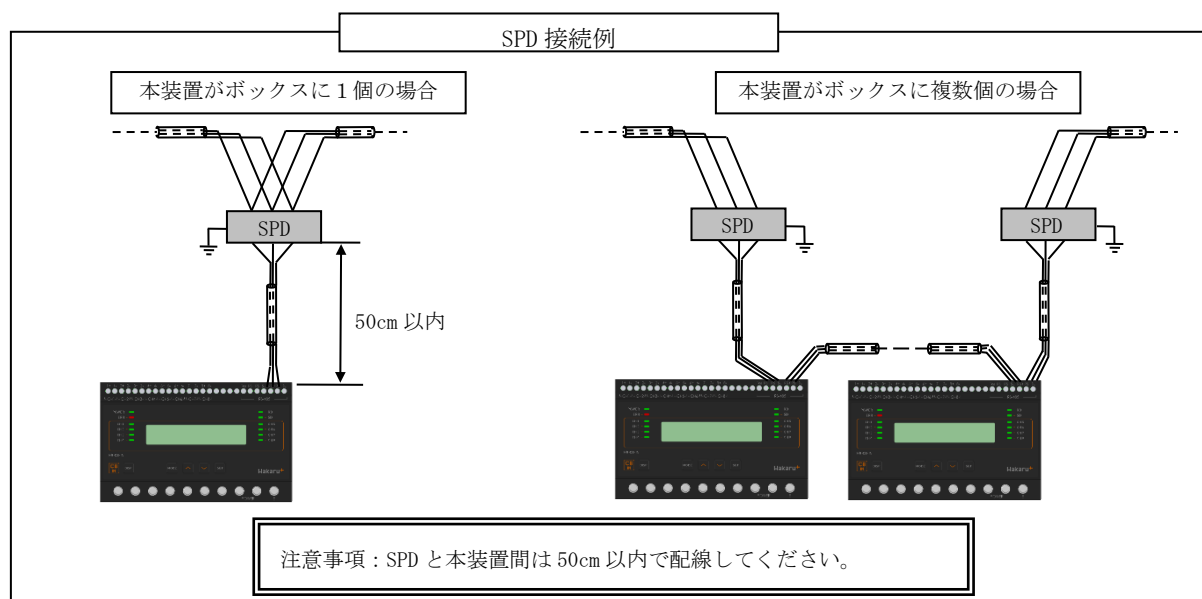 SPD 接続例
本装置がボックスに１個の場合
本装置がボックスに複数個の場合
SPD
SPD
SPD
50cm 以内
Wakaru+
Wakaru+
Wakaru+
注意事項：SPD と本装置間は 50cm 以内で配線してください。